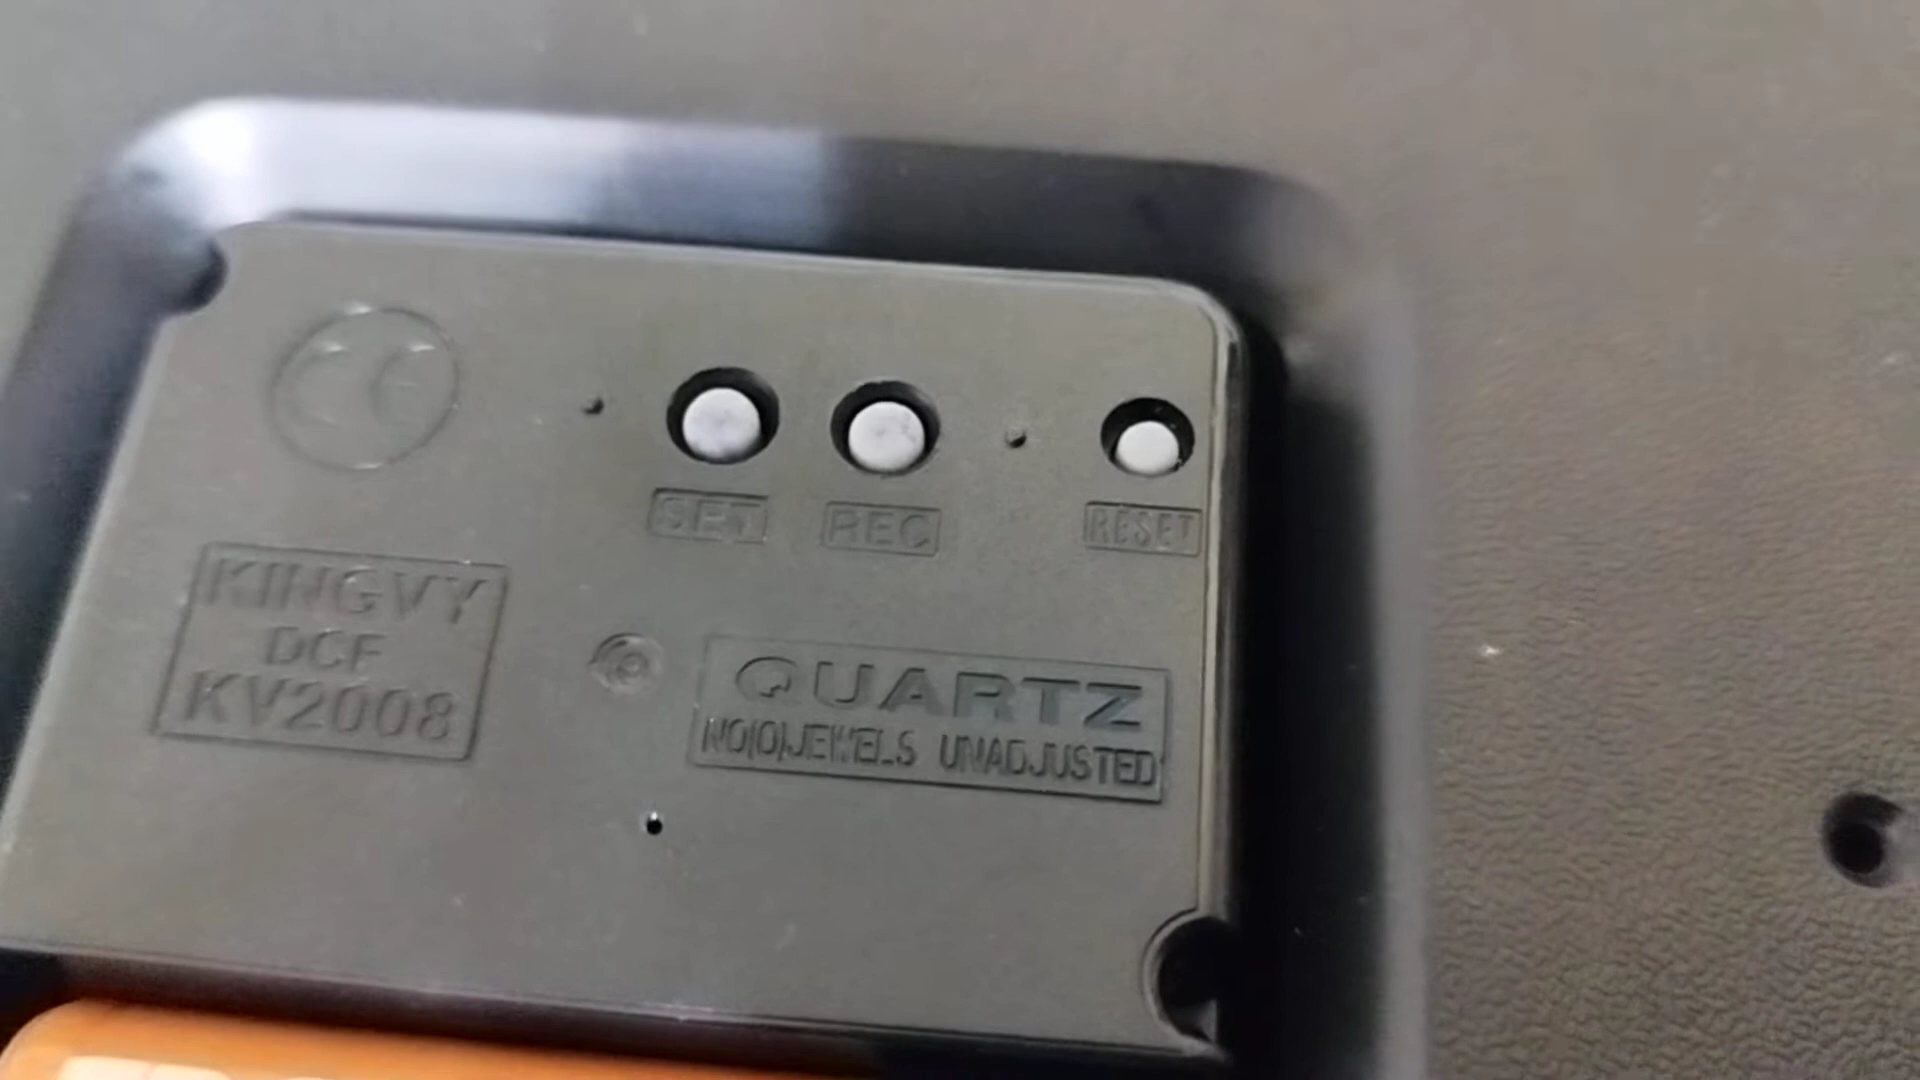 SET REC RESET
KINGVY
DCF
KV2008
QUARTZ
NO(0)JEWELS UNADJUSTED